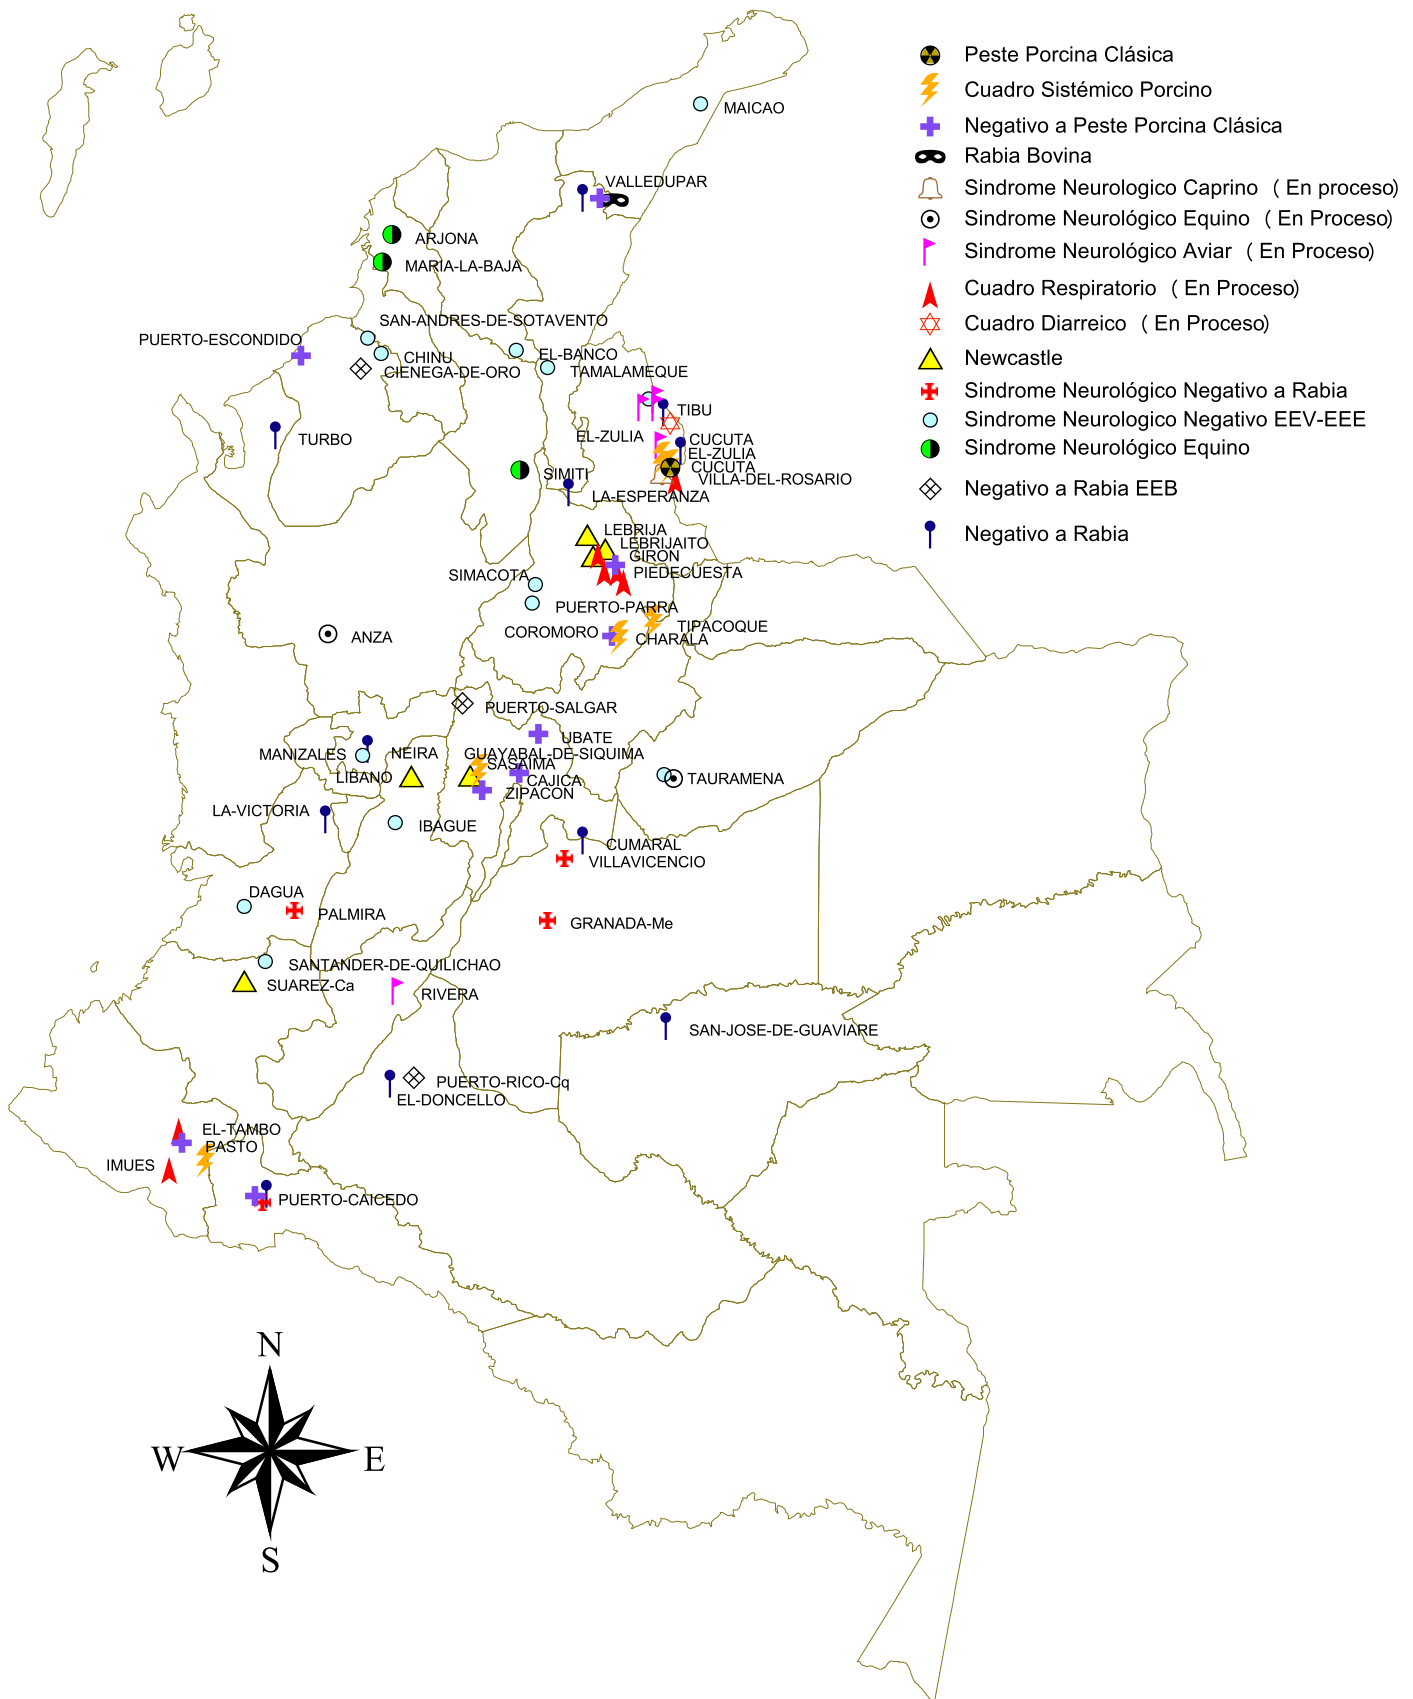 Peste Porcina Clásica
Cuadro Sistémico Porcino
Negativo a Peste Porcina Clásica
Rabia Bovina
Sindrome Neurologico Caprino ( En proceso)
Sindrome Neurológico Equino ( En Proceso)
Sindrome Neurológico Aviar ( En Proceso)
Cuadro Respiratorio ( En Proceso)
Cuadro Diarreico ( En Proceso)
Newcastle
Sindrome Neurológico Negativo a Rabia
Sindrome Neurológico Negativo EEV-EEE
Sindrome Neurológico Equino
Negativo a Rabia EEB
Negativo a Rabia
MAICAO
VALLEDUPAR
ARJONA
MARIA-LA-BAJA
SAN-ANDRES-DE-SOTAVENTO
PUERTO-ESCONDIDO
CHINU
EL-BANCO
CIENEGA-DE-ORO
TAMALAMEQUE
TIBU
TURBO
EL-ZULIA
CUCUTA
EL-ZULIA
CUCUTA
SIMITI
VILLA-DEL-ROSARIO
LA-ESPERANZA
LEBRIJA
LEBRIJAITO
GIRON
PIEDECUESTA
SIMACOTA
PUERTO-PARRA
TIPACOQUE
COROMORO
CHARALA
ANZA
PUERTO-SALGAR
UBATE
MANIZALES
NEIRA
GUAYABAL-DE-SIQUIMA
SASAIMA
LIBANO
CAJICA
TAURAMENA
ZIPACON
LA-VICTORIA
IBAGUE
CUMARAL
VILLAVICENCIO
DAGUA
PALMIRA
GRANADA-Me
SANTANDER-DE-QUILICHAO
SUAREZ-Ca
RIVERA
SAN-JOSE-DE-GUAVIARE
PUERTO-RICO-Cq
EL-DONCELLO
EL-TAMBO
PASTO
IMUES
PUERTO-CAICEDO
N
W
E
S